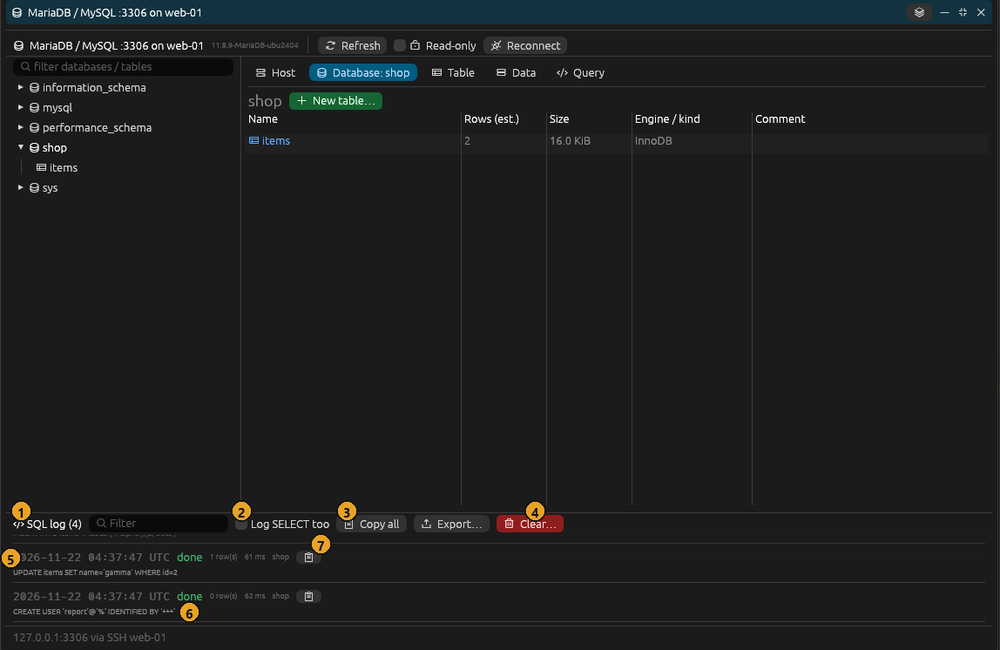 MariaDB / MySQL :3306 on web-01
MariaDB / MySQL :3306 on web-01 11.8.9-MariaDB-ubu2404 Refresh Read-only Reconnect
filter databases / tables
Host Database: shop Table Data Query
information_schema
mysql
performance_schema
shop
items
sys
shop + New table...
Name Rows (est.) Size Engine / kind Comment
items 2 16.0 KiB InnoDB
1 2 3 4
</> SQL log (4) Filter Log SELECT too Copy all Export... Clear...
7
5 2026-11-22 04:37:47 UTC done 1 row(s) 61 ms shop
UPDATE items SET name='gamma' WHERE id=2
2026-11-22 04:37:47 UTC done 0 row(s) 62 ms shop
CREATE USER 'report'@'%' IDENTIFIED BY '***' 6
127.0.0.1:3306 via SSH web-01